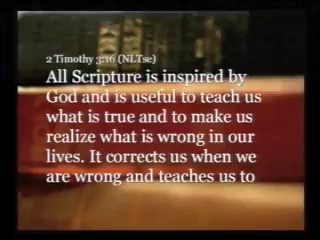 2 Timothy 3:16 (NLTse)
All Scripture is inspired by
God and is useful to teach us
what is true and to make us
realize what is wrong in our
lives. It corrects us when we
are wrong and teaches us to